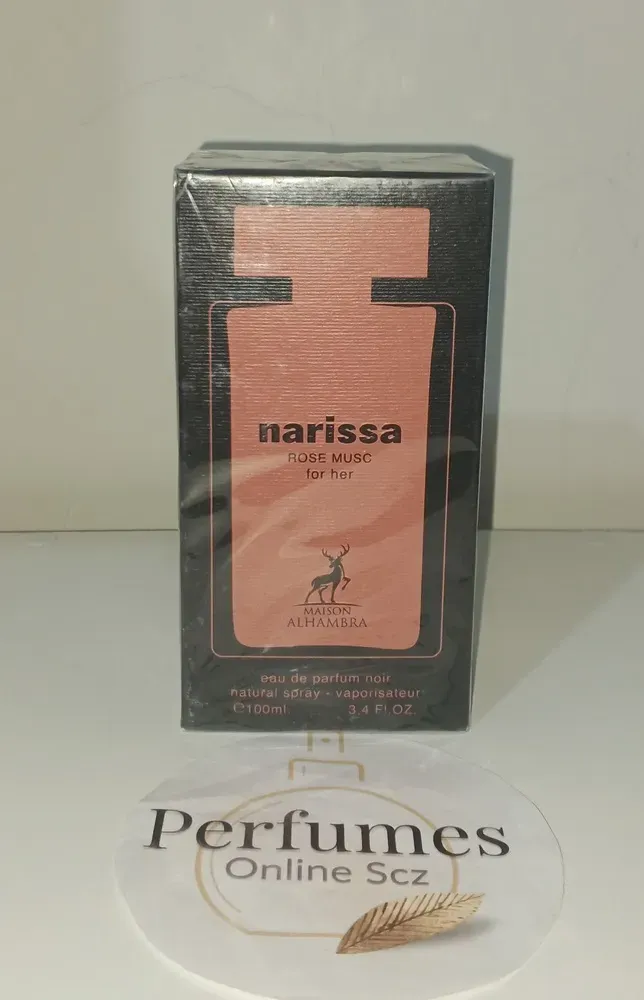 narissa
ROSE MUSC
for her
MAISON
ALHAMBRA
eau de parfum noir
natural spray - vaporisateur
℮100ml 3.4 Fl.OZ.
Perfumes
Online Scz